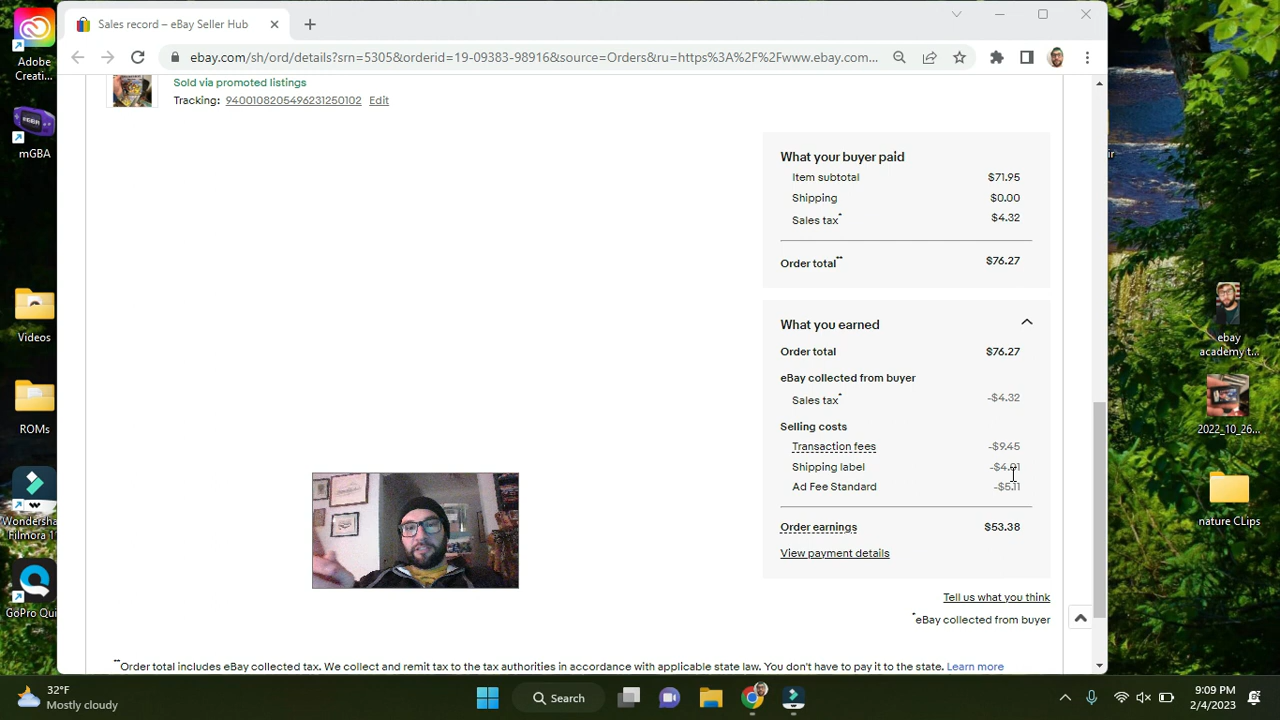 Sales record – eBay Seller Hub
ebay.com/sh/ord/details?srn=5305&orderid=19-09383-98916&source=Orders&ru=https%3A%2F%2Fwww.ebay.com...
Adobe
Creati...
mGBA
Videos
ROMs
Wondersha
Filmora 1
GoPro Qui
Sold via promoted listings
Tracking: 9400108205496231250102 Edit
What your buyer paid
Item subtotal $71.95
Shipping $0.00
Sales tax* $4.32
Order total** $76.27
What you earned
Order total $76.27
eBay collected from buyer
Sales tax* -$4.32
Selling costs
Transaction fees -$9.45
Shipping label
Ad Fee Standard -$5.11
Order earnings $53.38
View payment details
Tell us what you think
*eBay collected from buyer
**Order total includes eBay collected tax. We collect and remit tax to the tax authorities in accordance with applicable state law. You don't have to pay it to the state. Learn more
ir
ebay
academy t...
2022_10_26...
nature CLips
32°F
Mostly cloudy
Search
9:09 PM
2/4/2023